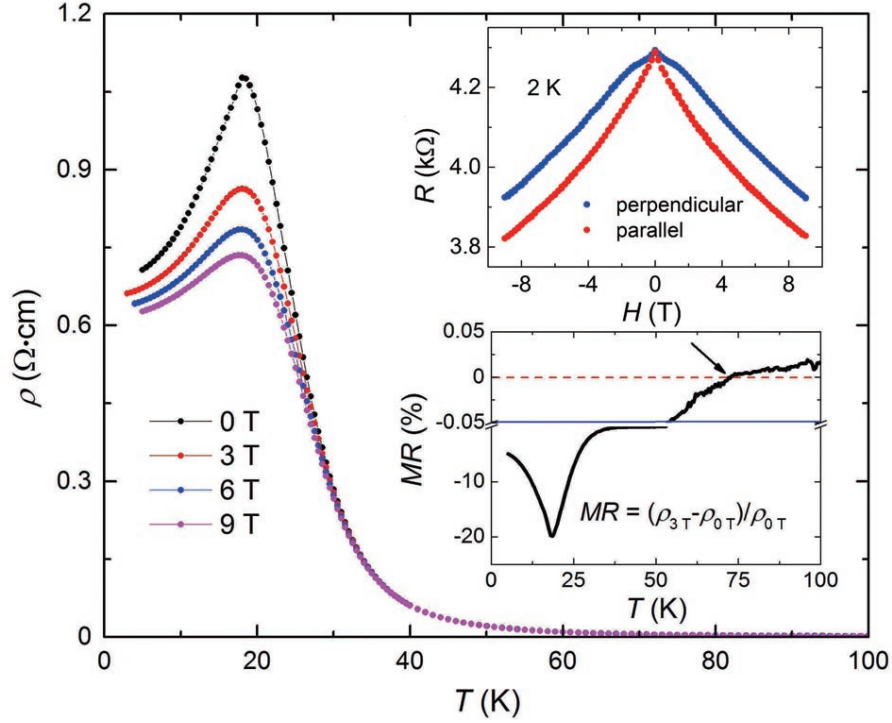 1.2
0.9
0.6
0.3
0
ρ (Ω·cm)
0 20 40 60 80 100
T (K)
0 T
3 T
6 T
9 T
4.2
4.0
3.8
R (kΩ)
2 K
perpendicular
parallel
-8 -4 0 4 8
H (T)
0.05
0
-0.05
-10
-20
MR (%)
MR = (ρ3 T-ρ0 T)/ρ0 T
0 25 50 75 100
T (K)